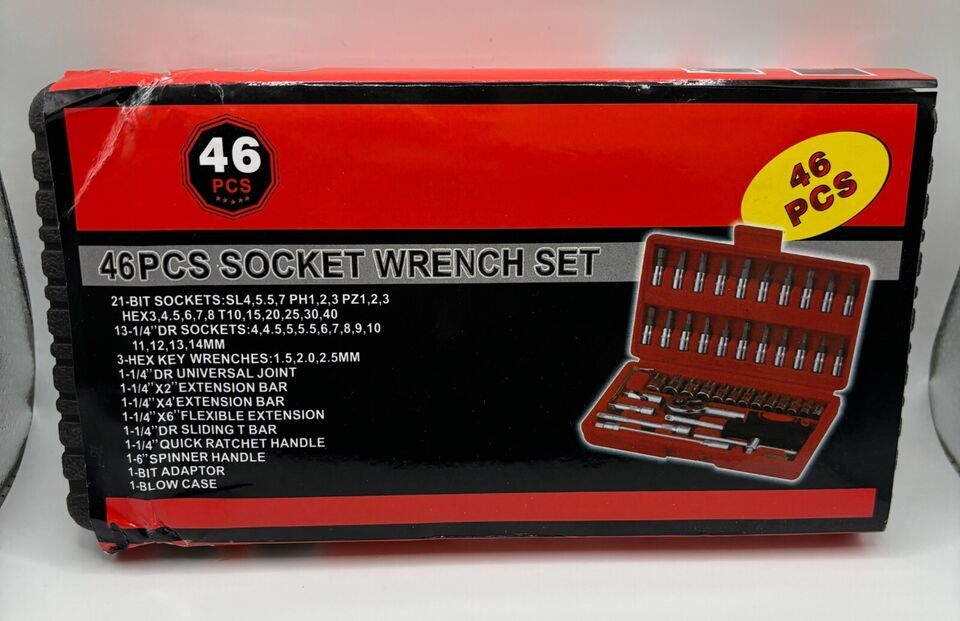 46
PCS
46
PCS
46PCS SOCKET WRENCH SET
21-BIT SOCKETS:SL4,5.5,7 PH1,2,3 PZ1,2,3
HEX3,4.5,6,7,8 T10,15,20,25,30,40
13-1/4"DR SOCKETS:4,4.5,5,5.5,6,7,8,9,10
11,12,13,14MM
3-HEX KEY WRENCHES:1.5,2.0,2.5MM
1-1/4"DR UNIVERSAL JOINT
1-1/4"X2"EXTENSION BAR
1-1/4"X4'EXTENSION BAR
1-1/4"X6"FLEXIBLE EXTENSION
1-1/4"DR SLIDING T BAR
1-1/4"QUICK RATCHET HANDLE
1-6"SPINNER HANDLE
1-BIT ADAPTOR
1-BLOW CASE